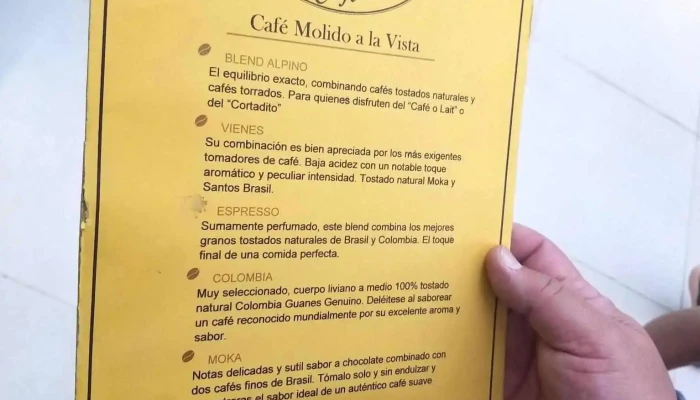 Café Molido a la Vista
BLEND ALPINO
El equilibrio exacto, combinando cafés tostados naturales y
cafés torrados. Para quienes disfruten del "Café o Lait" o
del "Cortadito"
VIENES
Su combinación es bien apreciada por los más exigentes
tomadores de café. Baja acidez con un notable toque
aromático y peculiar intensidad. Tostado natural Moka y
Santos Brasil.
ESPRESSO
Sumamente perfumado, este blend combina los mejores
granos tostados naturales de Brasil y Colombia. El toque
final de una comida perfecta.
COLOMBIA
Muy seleccionado, cuerpo liviano a medio 100% tostado
natural Colombia Guanes Genuino. Deléitese al saborear
un café reconocido mundialmente por su excelente aroma y
sabor.
MOKA
Notas delicadas y sutil sabor a chocolate combinado con
dos cafés finos de Brasil. Tómalo solo y sin endulzar y
el sabor ideal de un auténtico café suave